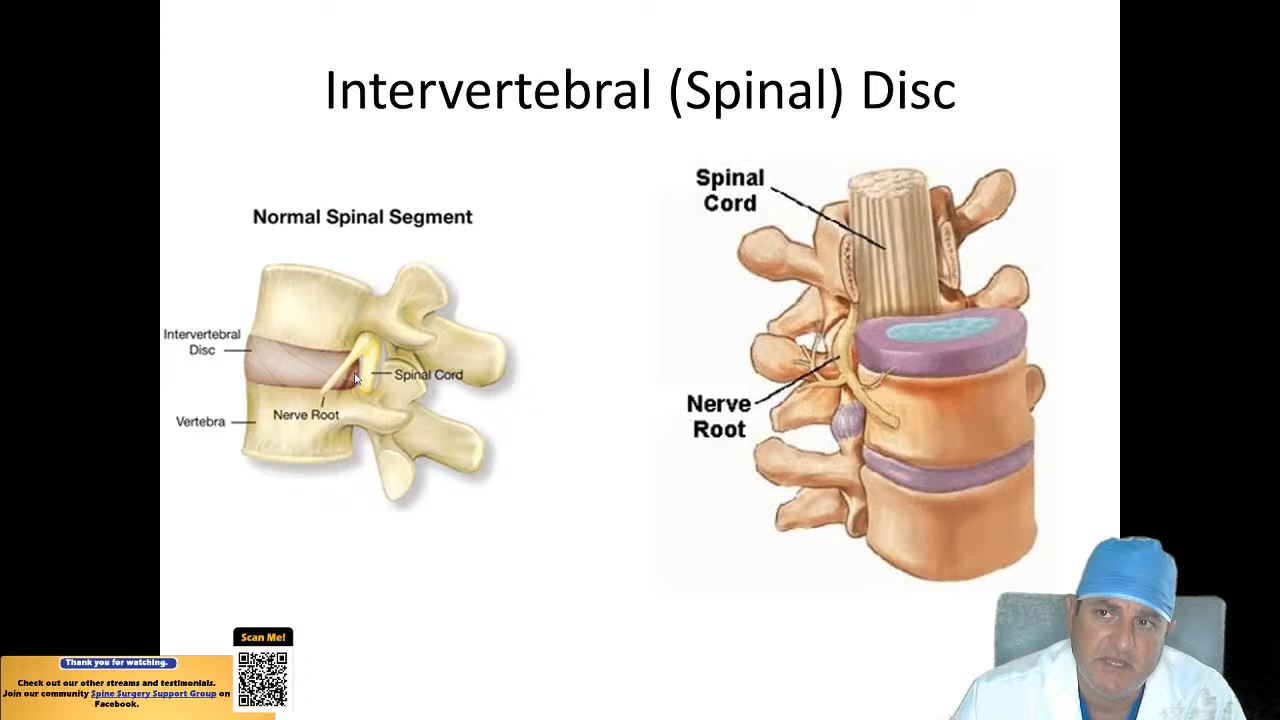 Intervertebral (Spinal) Disc
Normal Spinal Segment
Intervertebral
Disc
Spinal Cord
Nerve Root
Vertebra
Spinal
Cord
Nerve
Root
Scan Me!
Thank you for watching.
Check out our other streams and testimonials.
Join our community Spine Surgery Support Group on
Facebook.